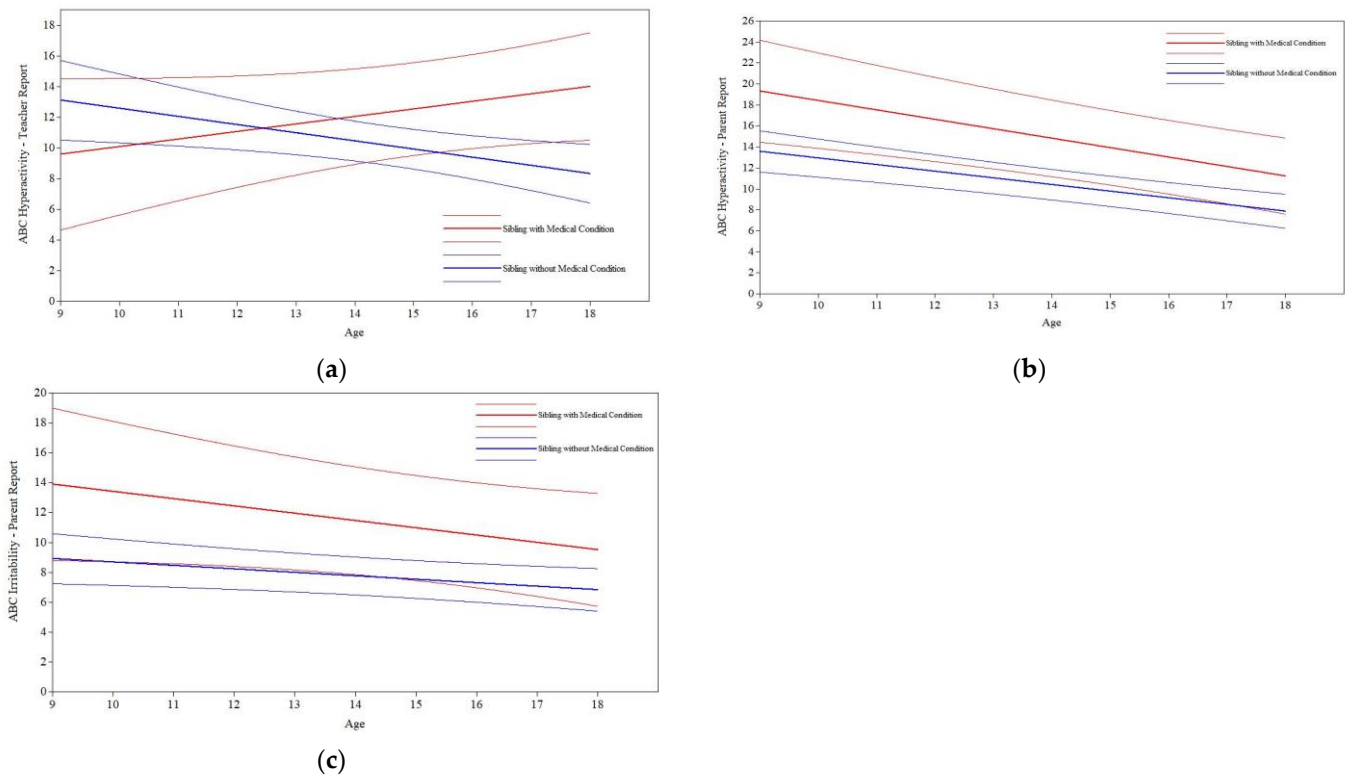 ABC Hyperactivity - Teacher Report
18
16
14
12
10
8
6
4
2
0
9 10 11 12 13 14 15 16 17 18
Age
Sibling with Medical Condition
Sibling without Medical Condition
(a)
ABC Hyperactivity - Parent Report
26
24
22
20
18
16
14
12
10
8
6
4
2
0
9 10 11 12 13 14 15 16 17 18
Age
Sibling with Medical Condition
Sibling without Medical Condition
(b)
ABC Irritability - Parent Report
20
18
16
14
12
10
8
6
4
2
0
9 10 11 12 13 14 15 16 17 18
Age
Sibling with Medical Condition
Sibling without Medical Condition
(c)